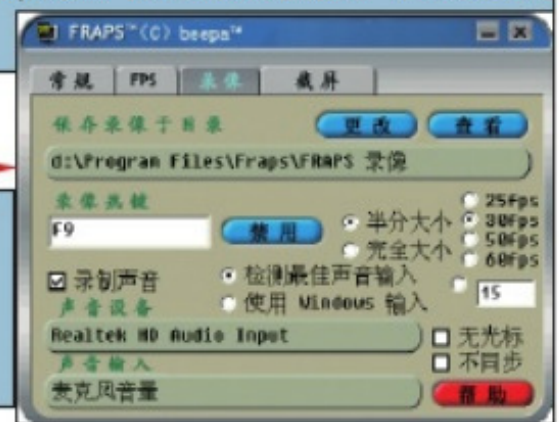 FRAPS™(C) beepa™
常规 FPS 录像 截屏
保存录像于目录 更改 查看
d:\Program Files\Fraps\FRAPS 录像
录像热键
F9 禁用
半分大小 完全大小
25fps
30fps
50fps
60fps
15
录制声音
检测最佳声音输入
使用 Windows 输入
声音设备
Realtek HD Audio Input
无光标
不同步
声音输入
麦克风音量
帮助